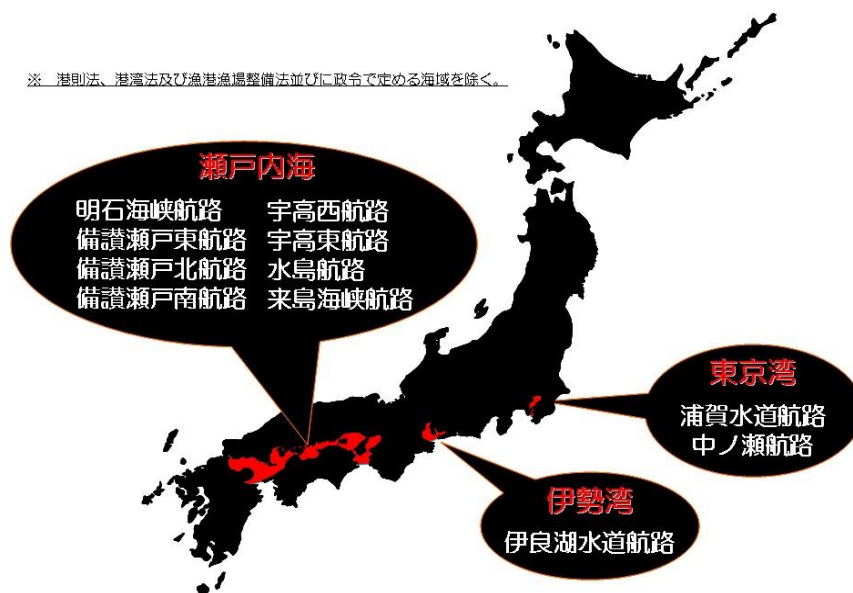 ※　港則法、港湾法及び漁港漁場整備法並びに政令で定める海域を除く。
瀬戸内海
明石海峡航路　宇高西航路
備讃瀬戸東航路　宇高東航路
備讃瀬戸北航路　水島航路
備讃瀬戸南航路　来島海峡航路
東京湾
浦賀水道航路
中ノ瀬航路
伊勢湾
伊良湖水道航路